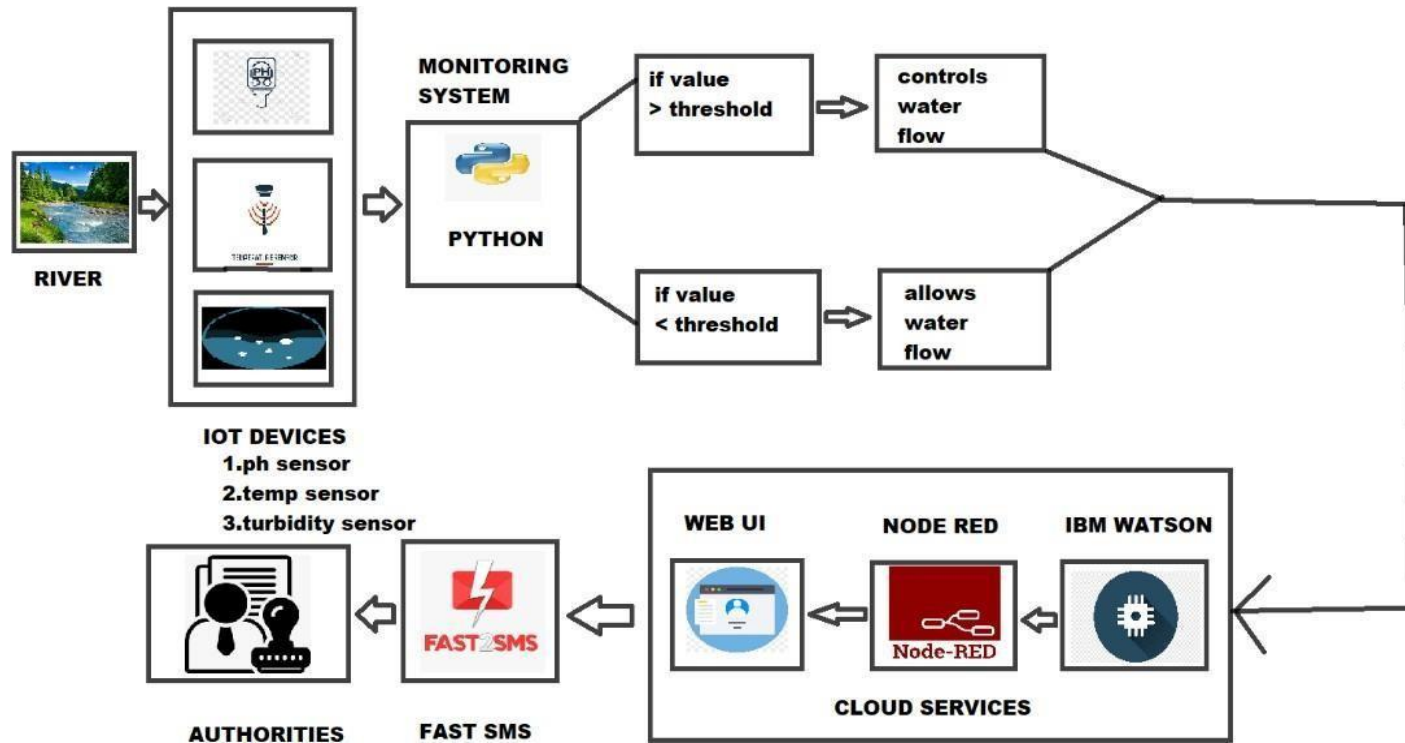 MONITORING
SYSTEM
if value
> threshold
controls
water
flow
PH
PYTHON
RIVER
if value
< threshold
allows
water
flow
IOT DEVICES
1.ph sensor
2.temp sensor
3.turbidity sensor
WEB UI
NODE RED
IBM WATSON
FAST2SMS
Node-RED
CLOUD SERVICES
AUTHORITIES
FAST SMS